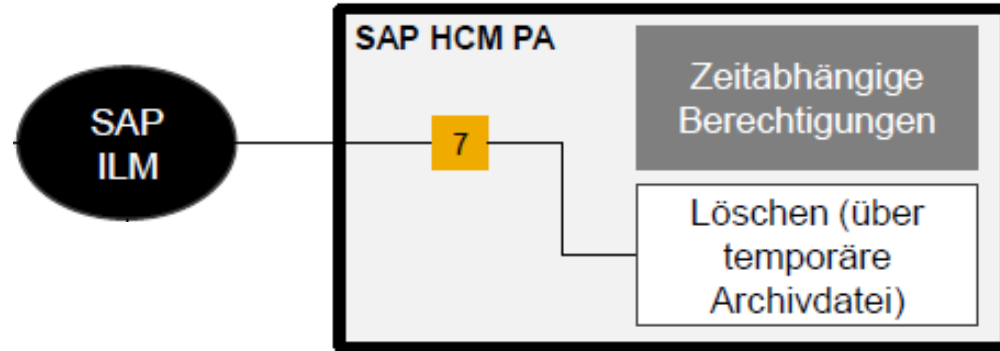 SAP HCM PA
SAP
ILM
7
Zeitabhängige
Berechtigungen
Löschen (über
temporäre
Archivdatei)